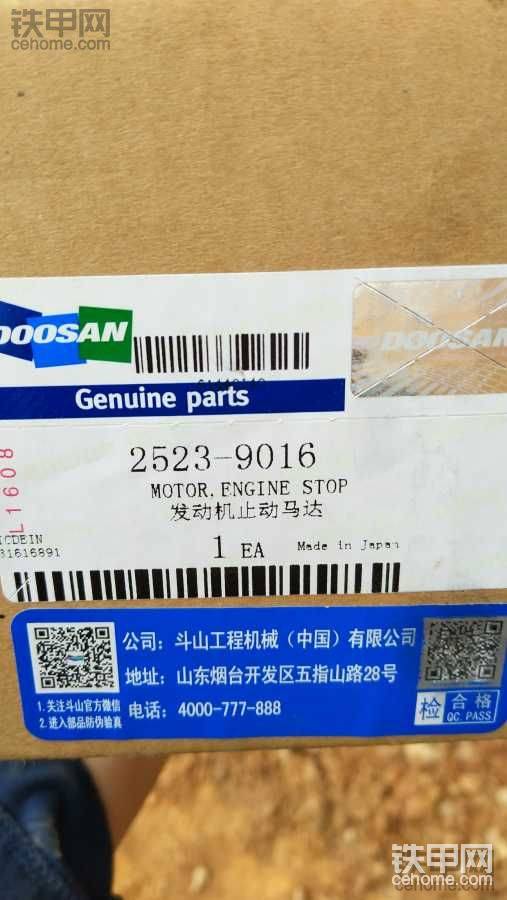 铁甲网
cehome.com
DOOSAN
DOOSAN
Genuine parts
L1608
2523-9016
MOTOR, ENGINE STOP
发动机止动马达
ICDEIN
31616891
1 EA
Made in Japan
公司：斗山工程机械（中国）有限公司
地址：山东烟台开发区五指山路28号
1.关注斗山官方微信
2.进入部品防伪验真
电话：4000-777-888
检
合格
QC PASS
铁甲网
cehome.com